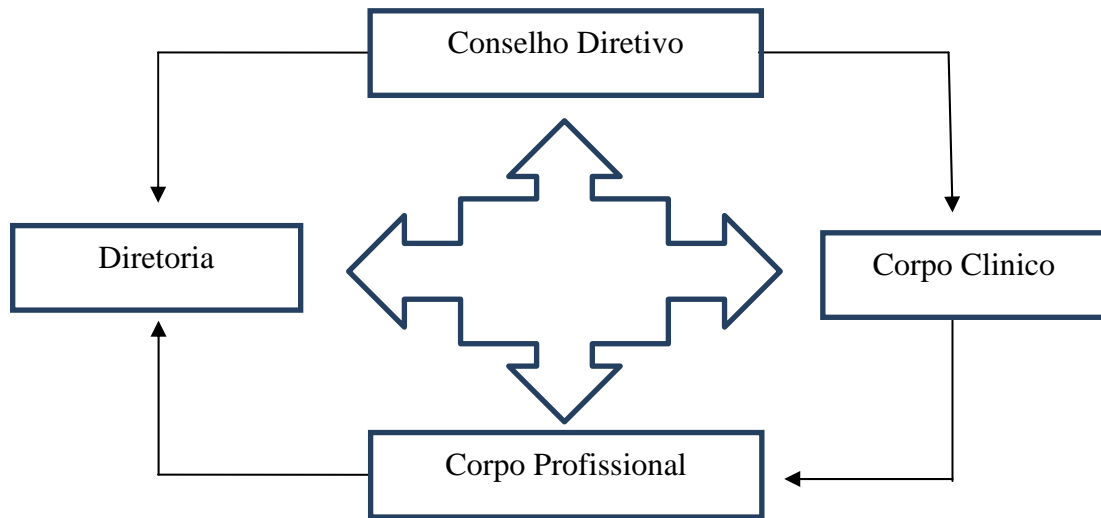 Conselho Diretivo
Diretoria
Corpo Clinico
Corpo Profissional